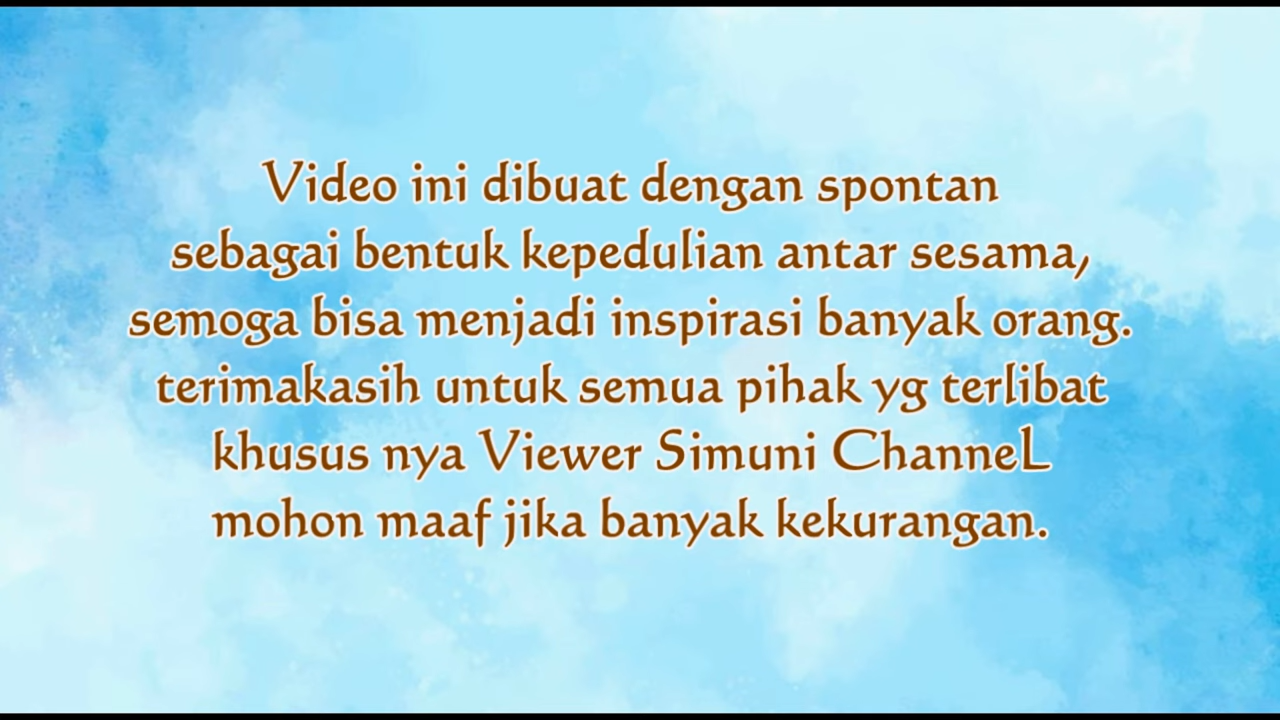 Video ini dibuat dengan spontan
sebagai bentuk kepedulian antar sesama,
semoga bisa menjadi inspirasi banyak orang.
terimakasih untuk semua pihak yg terlibat
khusus nya Viewer Simuni ChanneL
mohon maaf jika banyak kekurangan.